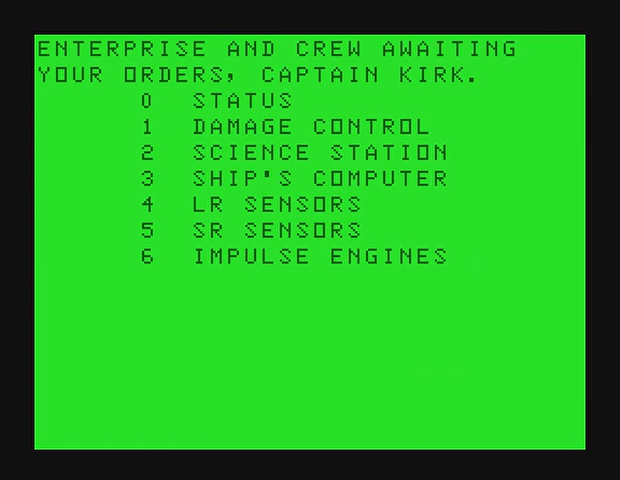 ENTERPRISE AND CREW AWAITING
YOUR ORDERS, CAPTAIN KIRK.
0 STATUS
1 DAMAGE CONTROL
2 SCIENCE STATION
3 SHIP'S COMPUTER
4 LR SENSORS
5 SR SENSORS
6 IMPULSE ENGINES